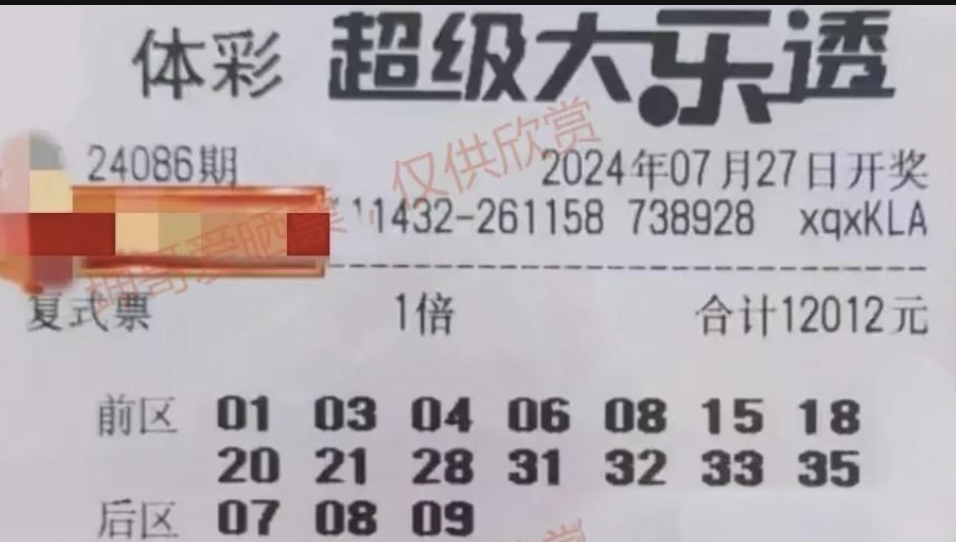 体彩 超级大乐透
24086期 2024年07月27日开奖
11432-261158 738928 xqxKLA
复式票 1倍 合计12012元
前区 01 03 04 06 08 15 18
20 21 28 31 32 33 35
后区 07 08 09
仅供欣赏